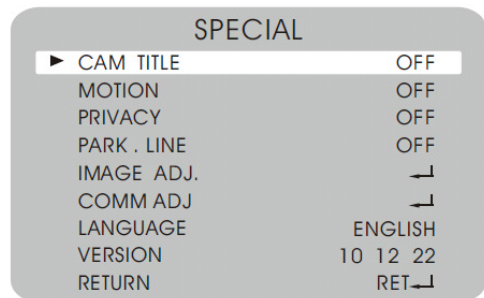 SPECIAL
► CAM TITLE OFF
MOTION OFF
PRIVACY OFF
PARK . LINE OFF
IMAGE ADJ. ↵
COMM ADJ ↵
LANGUAGE ENGLISH
VERSION 10 12 22
RETURN RET↵